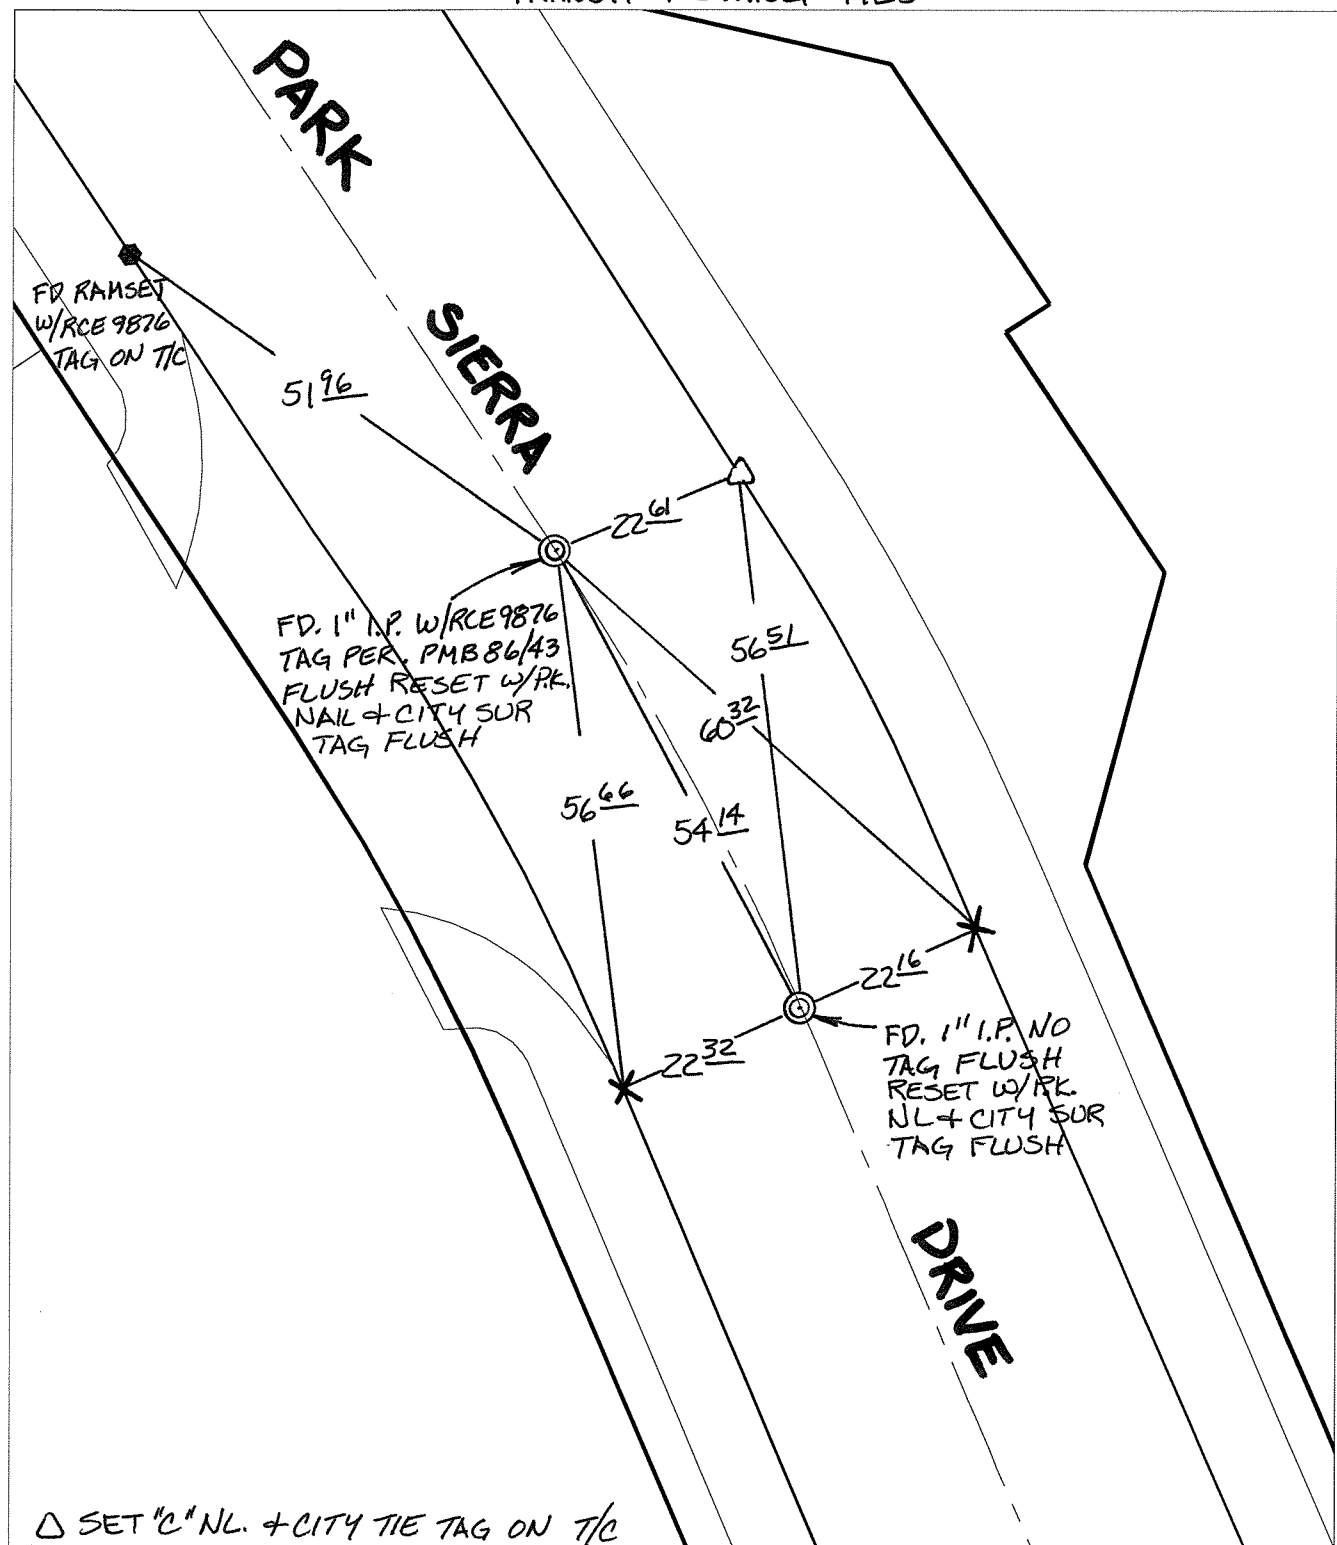 PARK
SIERRA
FD RAMSET
W/RCE 9876
TAG ON T/C
51 96
22 61
FD. 1" I.P. W/RCE 9876
TAG PER. PMB 86/43
FLUSH RESET W/P.K.
NAIL & CITY SUR
TAG FLUSH
56 51
60 32
56 66
54 14
22 16
22 32
FD. 1" I.P. NO
TAG FLUSH
RESET W/P.K.
NL & CITY SUR
TAG FLUSH
DRIVE
△ SET "C" NL. & CITY TIE TAG ON T/C